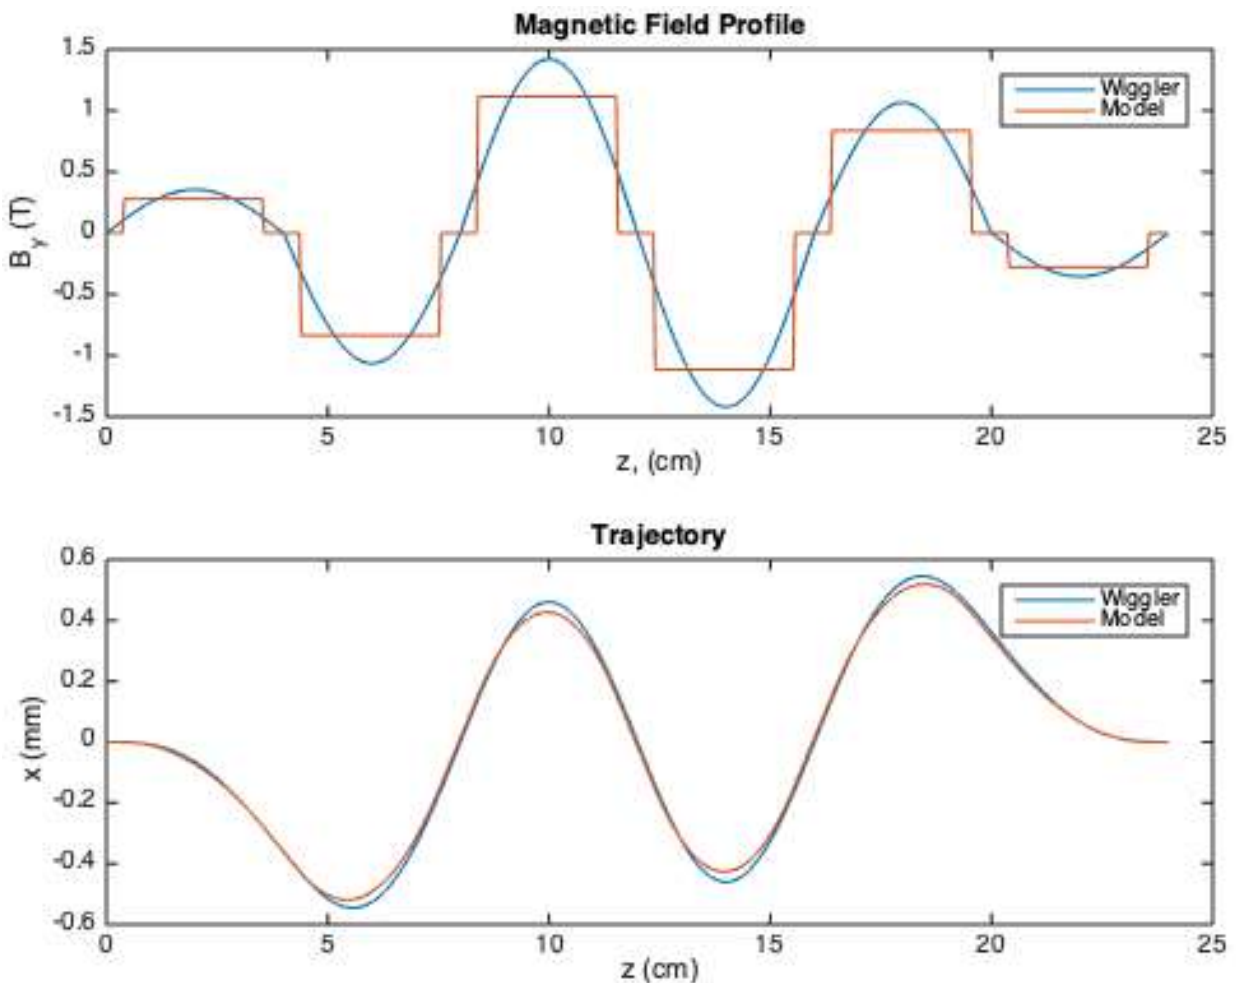 Magnetic Field Profile
1.5
1
0.5
0
-0.5
-1
-1.5
B_y (T)
Wiggler
Model
0 5 10 15 20 25
z, (cm)
Trajectory
0.6
0.4
0.2
0
-0.2
-0.4
-0.6
x (mm)
Wiggler
Model
0 5 10 15 20 25
z (cm)